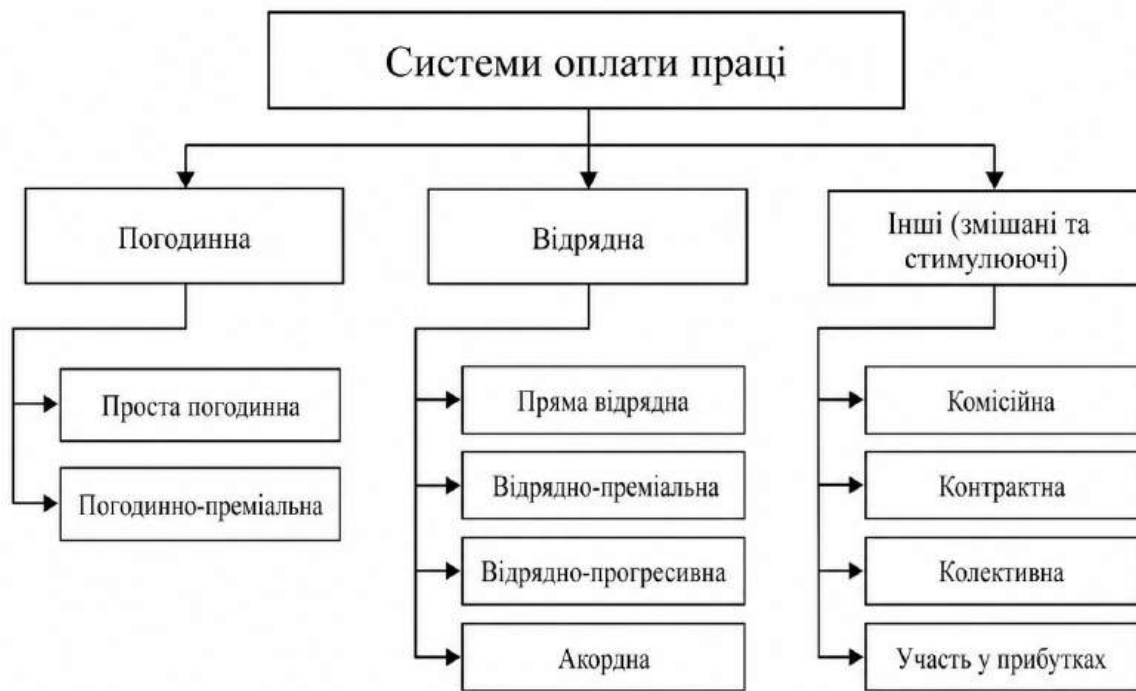 Системи оплати праці
Погодинна
Відрядна
Інші (змішані та
стимулюючі)
Проста погодинна
Погодинно-преміальна
Пряма відрядна
Відрядно-преміальна
Відрядно-прогресивна
Акордна
Комісійна
Контрактна
Колективна
Участь у прибутках